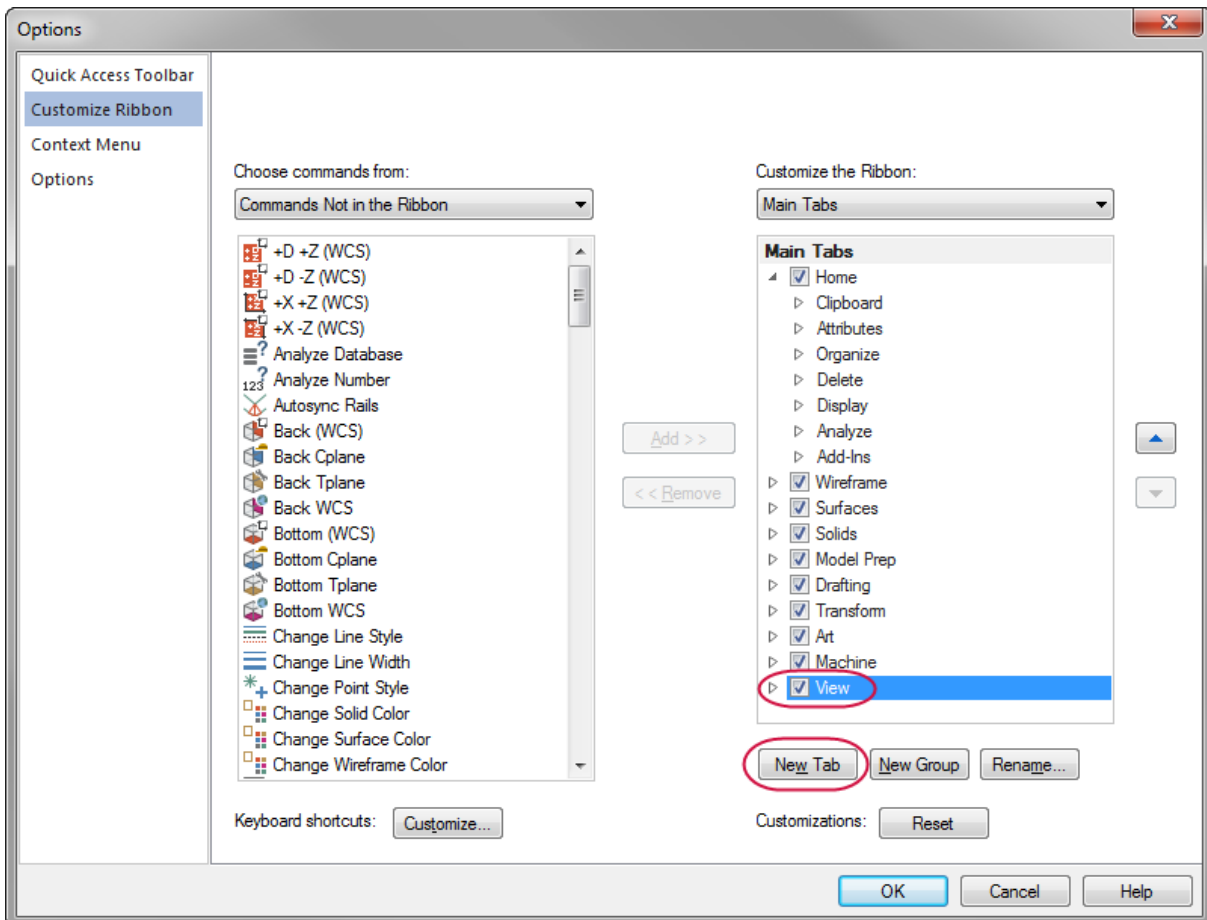 Options
Quick Access Toolbar
Customize Ribbon
Context Menu
Options
Choose commands from:
Commands Not in the Ribbon
+D +Z (WCS)
+D -Z (WCS)
+X +Z (WCS)
+X -Z (WCS)
Analyze Database
123 Analyze Number
Autosync Rails
Back (WCS)
Back Cplane
Back Tplane
Back WCS
Bottom (WCS)
Bottom Cplane
Bottom Tplane
Bottom WCS
Change Line Style
Change Line Width
Change Point Style
Change Solid Color
Change Surface Color
Change Wireframe Color
Keyboard shortcuts: Customize...
Add > >
< < Remove
Customize the Ribbon:
Main Tabs
Main Tabs
Home
Clipboard
Attributes
Organize
Delete
Display
Analyze
Add-Ins
Wireframe
Surfaces
Solids
Model Prep
Drafting
Transform
Art
Machine
View
New Tab New Group Rename...
Customizations: Reset
OK Cancel Help